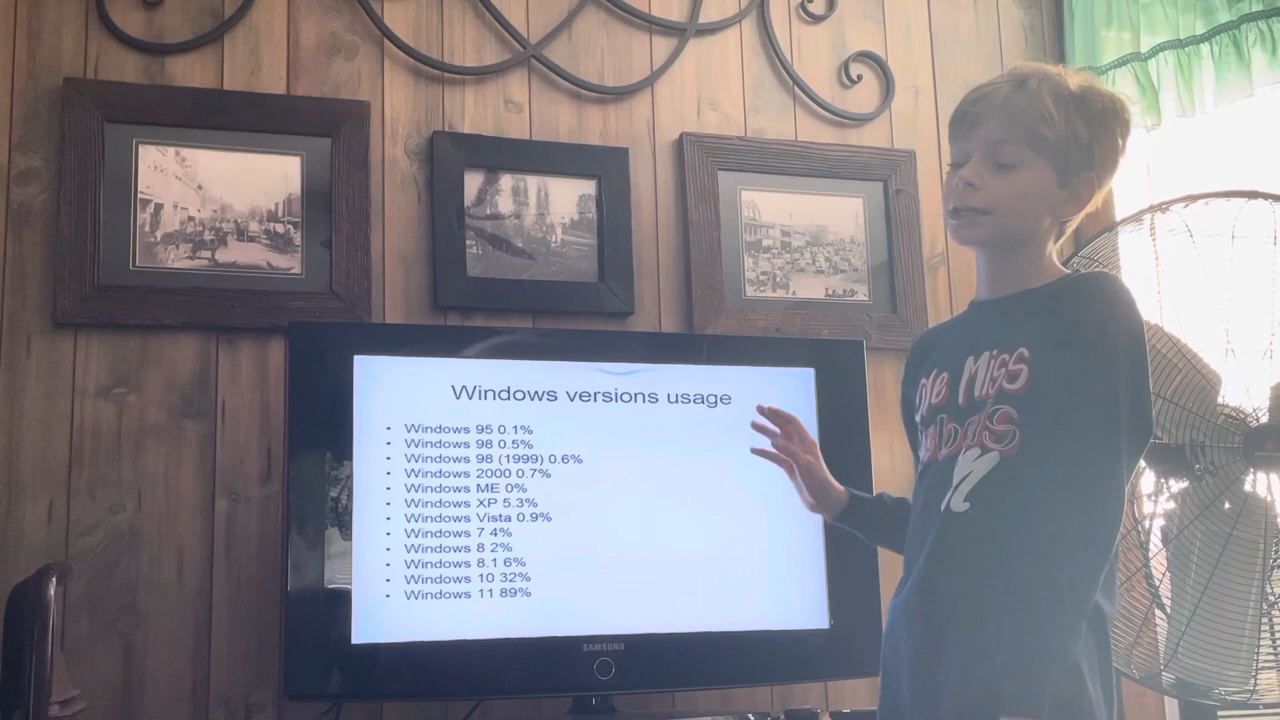 Windows versions usage
• Windows 95 0.1%
• Windows 98 0.5%
• Windows 98 (1999) 0.6%
• Windows 2000 0.7%
• Windows ME 0%
• Windows XP 5.3%
• Windows Vista 0.9%
• Windows 7 4%
• Windows 8 2%
• Windows 8.1 6%
• Windows 10 32%
• Windows 11 89%
SAMSUNG
Ole Miss
Rebels
M